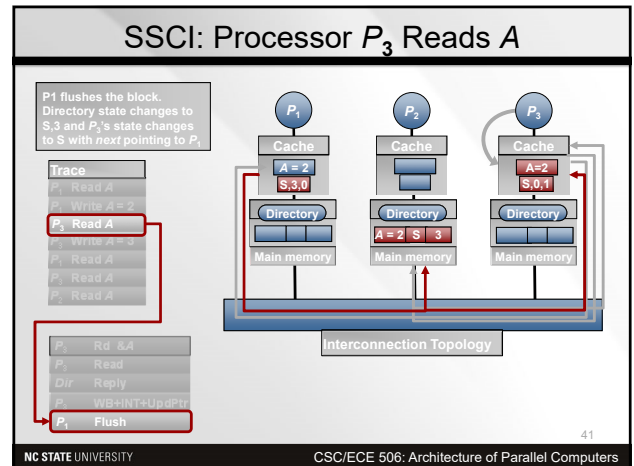 SSCI: Processor P3 Reads A
P1 flushes the block.
Directory state changes to
S,3 and P3's state changes
to S with next pointing to P1
Trace
P1 Read A
P1 Write A = 2
P3 Read A
P1 Write A = 3
P1 Read A
P1 Read A
P2 Read A
P3 Rd &A
Read
Dir Reply
WB+INT+UpdPtr
P1 Flush
P1
P2
P3
Cache
Cache
Cache
A = 2
S,3,0
A=2
S,0,1
Directory
Directory
Directory
A = 2 S 3
Main memory
Main memory
Main memory
Interconnection Topology
41
NC STATE UNIVERSITY
CSC/ECE 506: Architecture of Parallel Computers